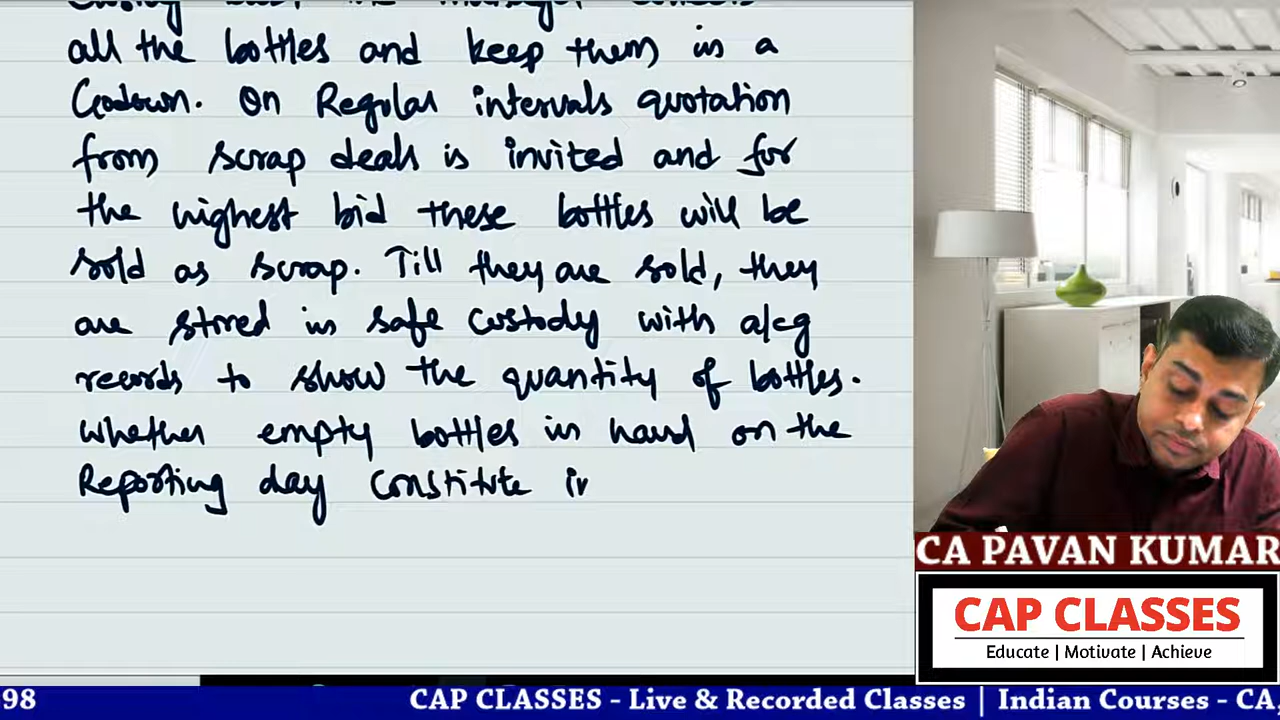 all the bottles and keep them in a
Godown. On Regular intervals quotation
from scrap deals is invited and for
the highest bid these bottles will be
sold as scrap. Till they are sold, they
are stored in safe custody with a/cg
records to show the quantity of bottles.
Whether empty bottles in hand on the
Reporting day constitute in
CA PAVAN KUMAR
CAP CLASSES
Educate | Motivate | Achieve
98 CAP CLASSES - Live & Recorded Classes | Indian Courses - CA,